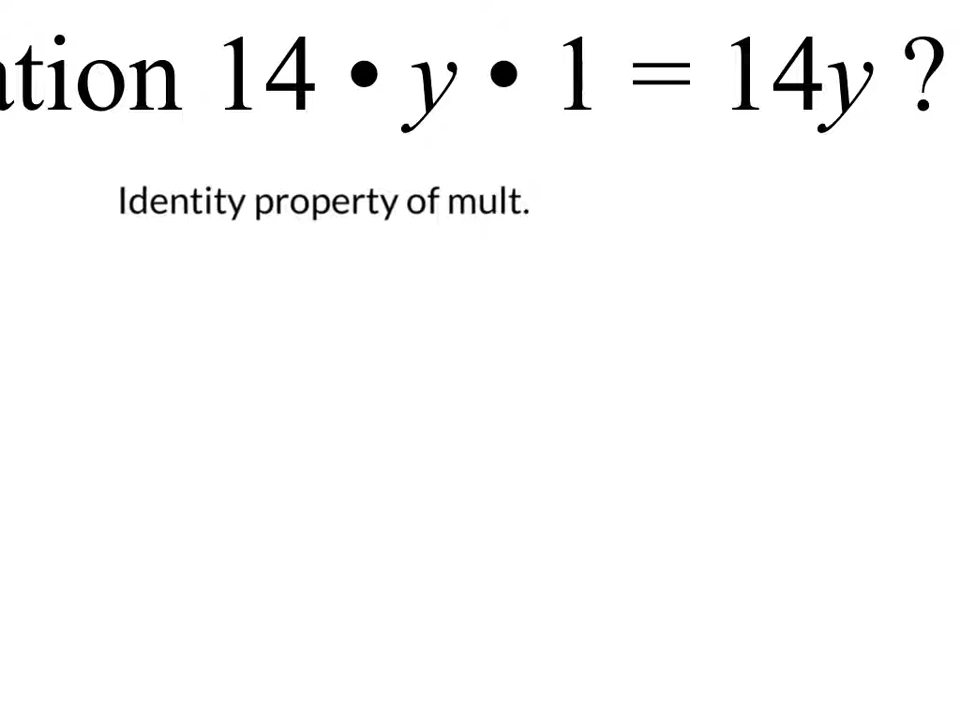 ation 14 • y • 1 = 14y ?
Identity property of mult.